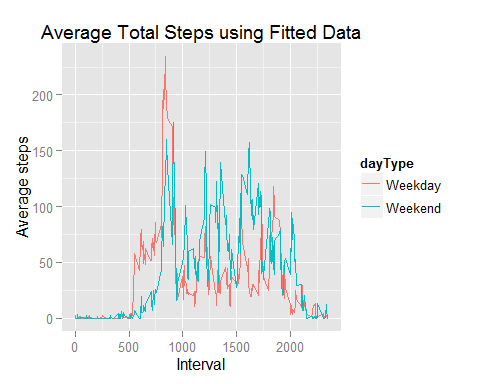 Average Total Steps using Fitted Data
Average steps
200
150
100
50
0
0 500 1000 1500 2000
Interval
dayType
Weekday
Weekend